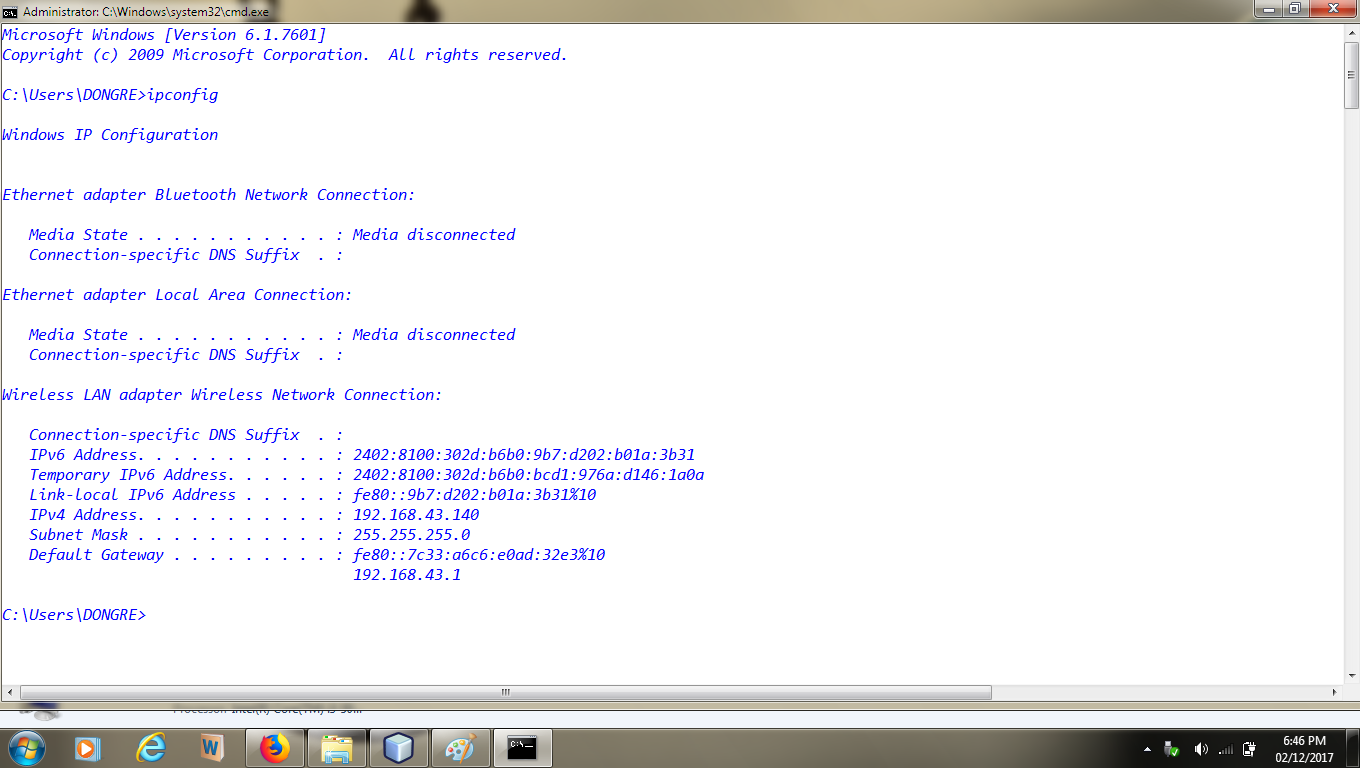 Administrator: C:\Windows\system32\cmd.exe
Microsoft Windows [Version 6.1.7601]
Copyright (c) 2009 Microsoft Corporation.  All rights reserved.
C:\Users\DONGRE>ipconfig
Windows IP Configuration
Ethernet adapter Bluetooth Network Connection:
   Media State . . . . . . . . . . . : Media disconnected
   Connection-specific DNS Suffix  . :
Ethernet adapter Local Area Connection:
   Media State . . . . . . . . . . . : Media disconnected
   Connection-specific DNS Suffix  . :
Wireless LAN adapter Wireless Network Connection:
   Connection-specific DNS Suffix  . :
   IPv6 Address. . . . . . . . . . . : 2402:8100:302d:b6b0:9b7:d202:b01a:3b31
   Temporary IPv6 Address. . . . . . : 2402:8100:302d:b6b0:bcd1:976a:d146:1a0a
   Link-local IPv6 Address . . . . . : fe80::9b7:d202:b01a:3b31%10
   IPv4 Address. . . . . . . . . . . : 192.168.43.140
   Subnet Mask . . . . . . . . . . . : 255.255.255.0
   Default Gateway . . . . . . . . . : fe80::7c33:a6c6:e0ad:32e3%10
                                       192.168.43.1
C:\Users\DONGRE>
6:46 PM
02/12/2017